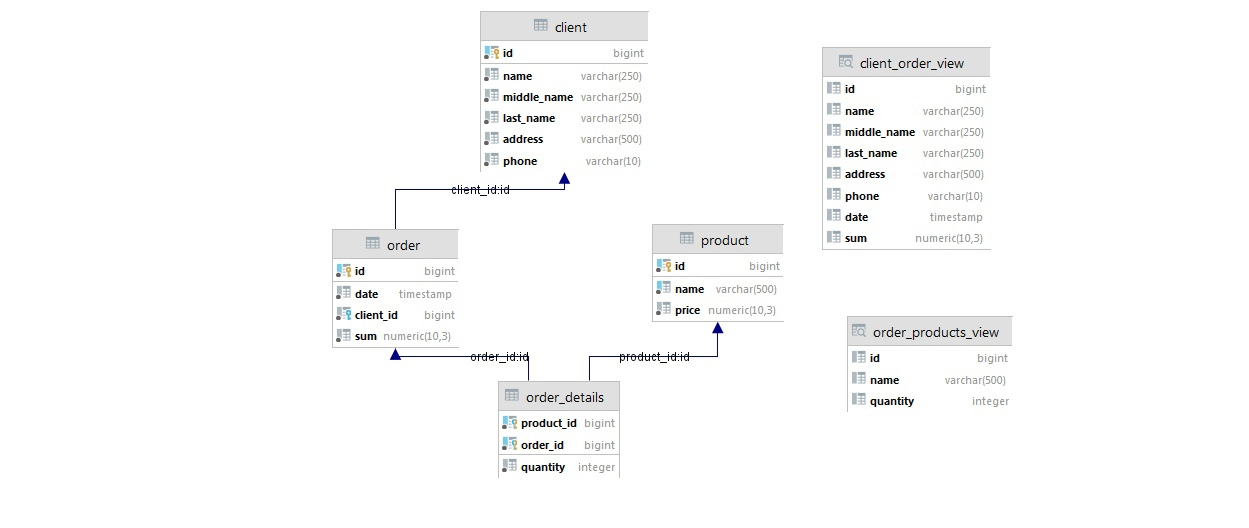 client
id bigint
name varchar(250)
middle_name varchar(250)
last_name varchar(250)
address varchar(500)
phone varchar(10)
client_id:id
order
id bigint
date timestamp
client_id bigint
sum numeric(10,3)
product
id bigint
name varchar(500)
price numeric(10,3)
order_id:id
product_id:id
order_details
product_id bigint
order_id bigint
quantity integer
client_order_view
id bigint
name varchar(250)
middle_name varchar(250)
last_name varchar(250)
address varchar(500)
phone varchar(10)
date timestamp
sum numeric(10,3)
order_products_view
id bigint
name varchar(500)
quantity integer